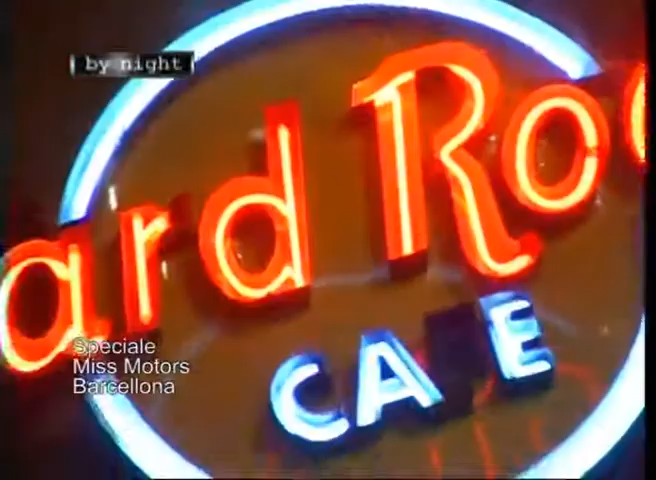 by night
ard Ro
CA E
Speciale
Miss Motors
Barcellona